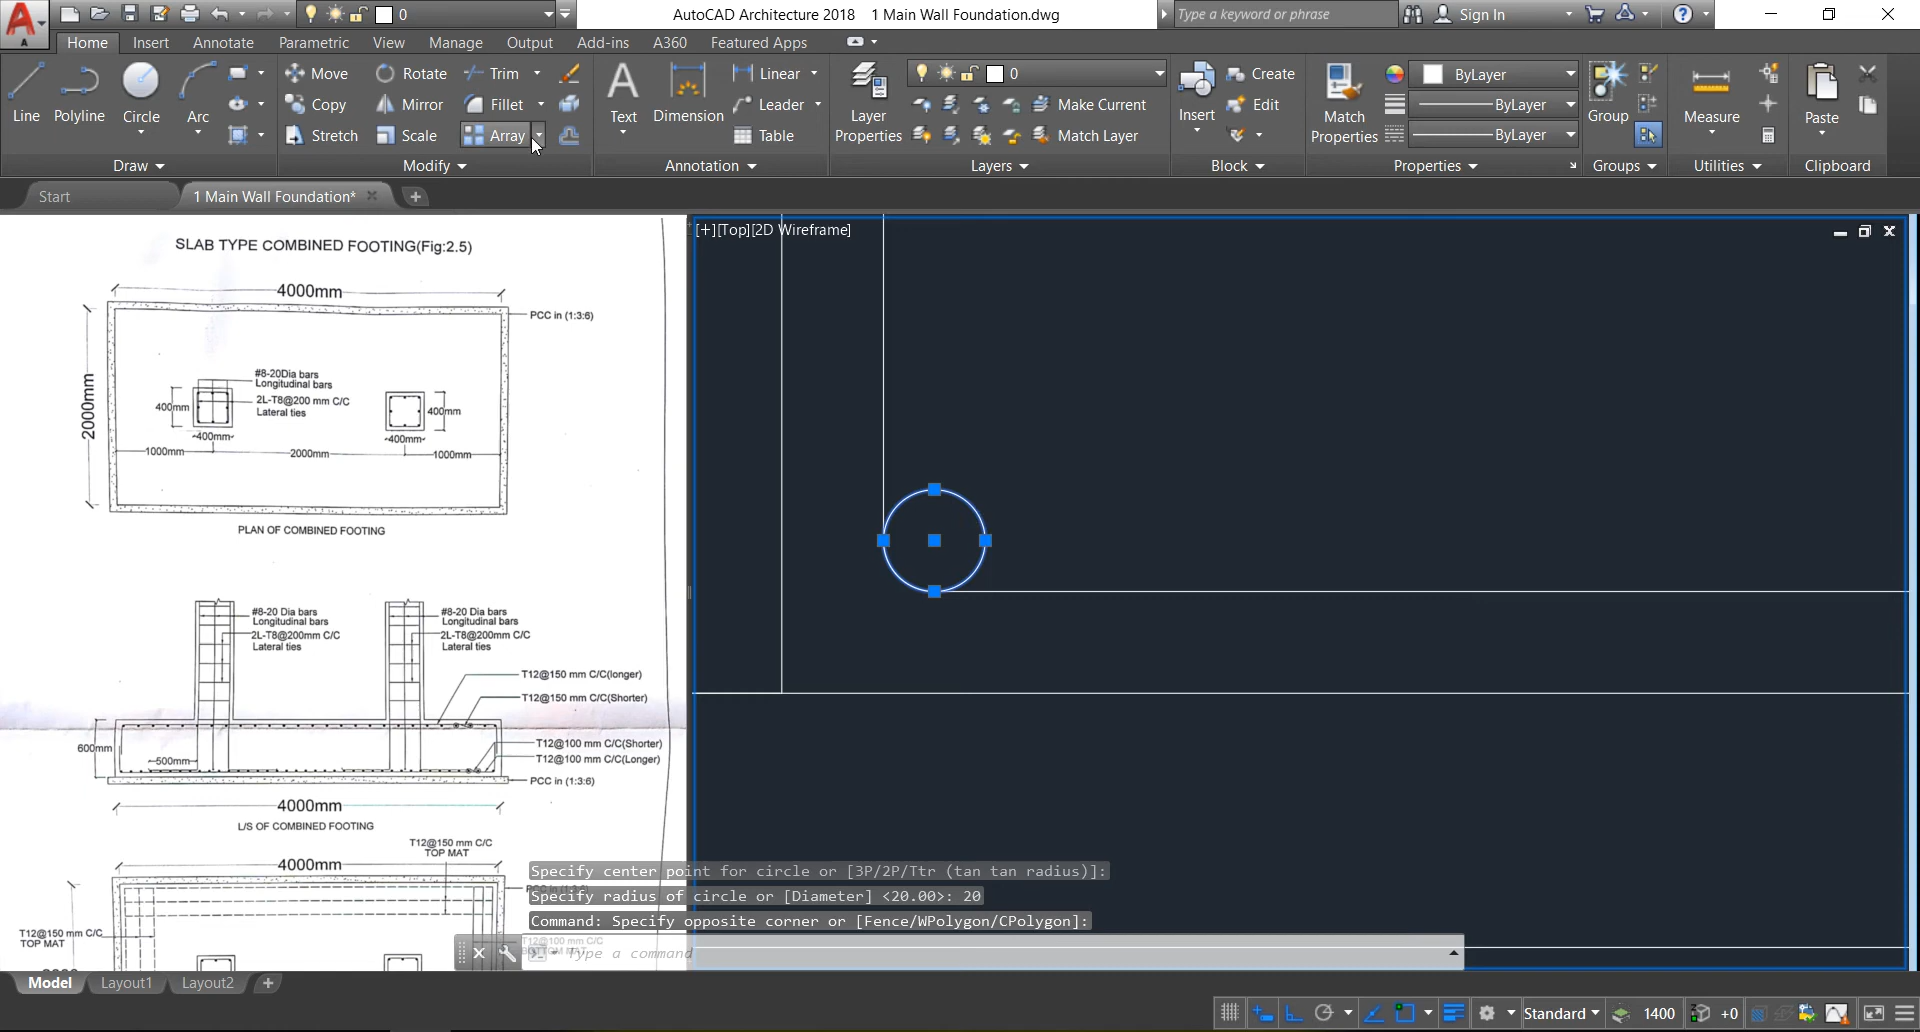 A
0
AutoCAD Architecture 2018 1 Main Wall Foundation.dwg
Type a keyword or phrase
Sign In
Home Insert Annotate Parametric View Manage Output Add-ins A360 Featured Apps
Line Polyline Circle Arc
Move Rotate Trim
Copy Mirror Fillet
Stretch Scale Array
Text Dimension
Linear
Leader
Table
Layer Properties
0
Make Current
Match Layer
Insert
Create
Edit
Match Properties
ByLayer
ByLayer
ByLayer
Group
Measure
Paste
Draw Modify Annotation Layers Block Properties Groups Utilities Clipboard
Start 1 Main Wall Foundation*
[+][Top][2D Wireframe]
SLAB TYPE COMBINED FOOTING(Fig:2.5)
4000mm
PCC in (1:3:6)
2000mm
#8-20Dia bars
Longitudinal bars
2L-T8@200 mm C/C
Lateral ties
400mm
400mm
400mm
400mm
1000mm 2000mm 1000mm
PLAN OF COMBINED FOOTING
#8-20 Dia bars
Longitudinal bars
2L-T8@200mm C/C
Lateral ties
#8-20 Dia bars
Longitudinal bars
2L-T8@200mm C/C
Lateral ties
T12@150 mm C/C(longer)
T12@150 mm C/C(Shorter)
600mm
500mm
T12@100 mm C/C(Shorter)
T12@100 mm C/C(Longer)
PCC in (1:3:6)
4000mm
L/S OF COMBINED FOOTING
T12@150 mm C/C
TOP MAT
4000mm
T12@150 mm C/C
TOP MAT
Specify center point for circle or [3P/2P/Ttr (tan tan radius)]:
Specify radius of circle or [Diameter] <20.00>: 20
Command: Specify opposite corner or [Fence/WPolygon/CPolygon]:
T12@100 mm C/C
Type a command
Model Layout1 Layout2
Standard 1400 +0